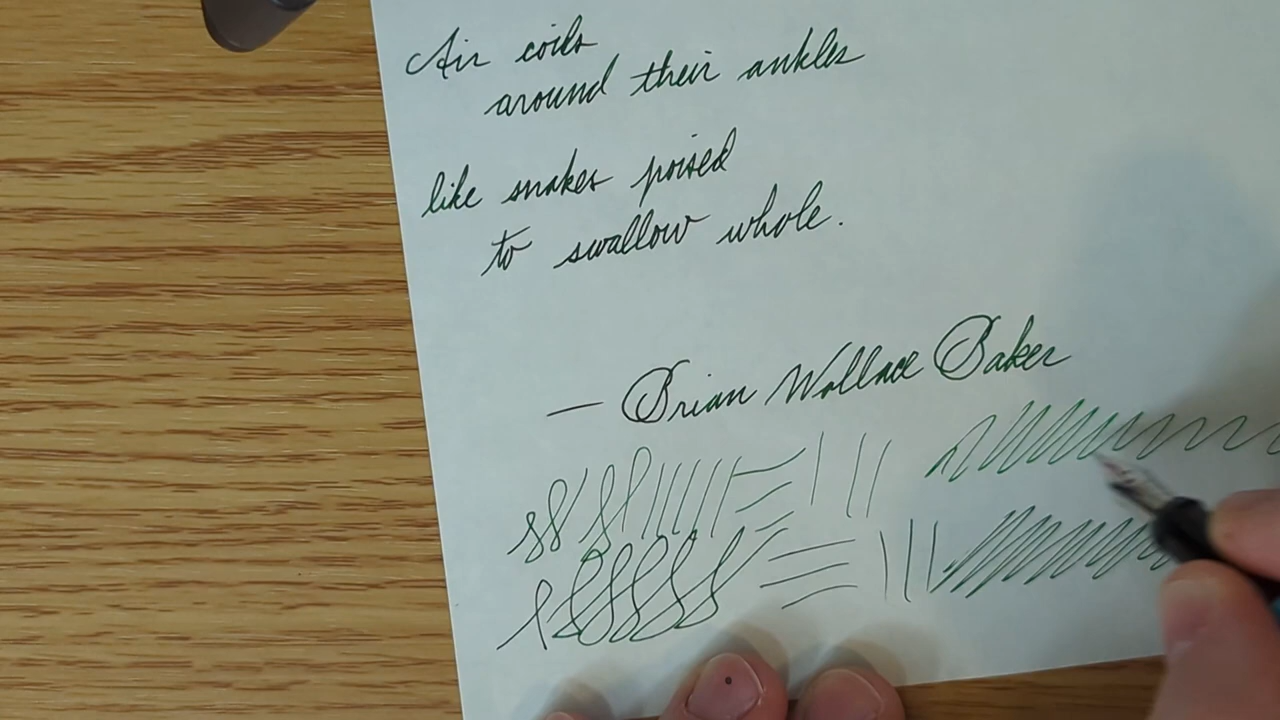 Air coils
around their ankles
like snakes poised
to swallow whole.
— Brian Wallace Baker